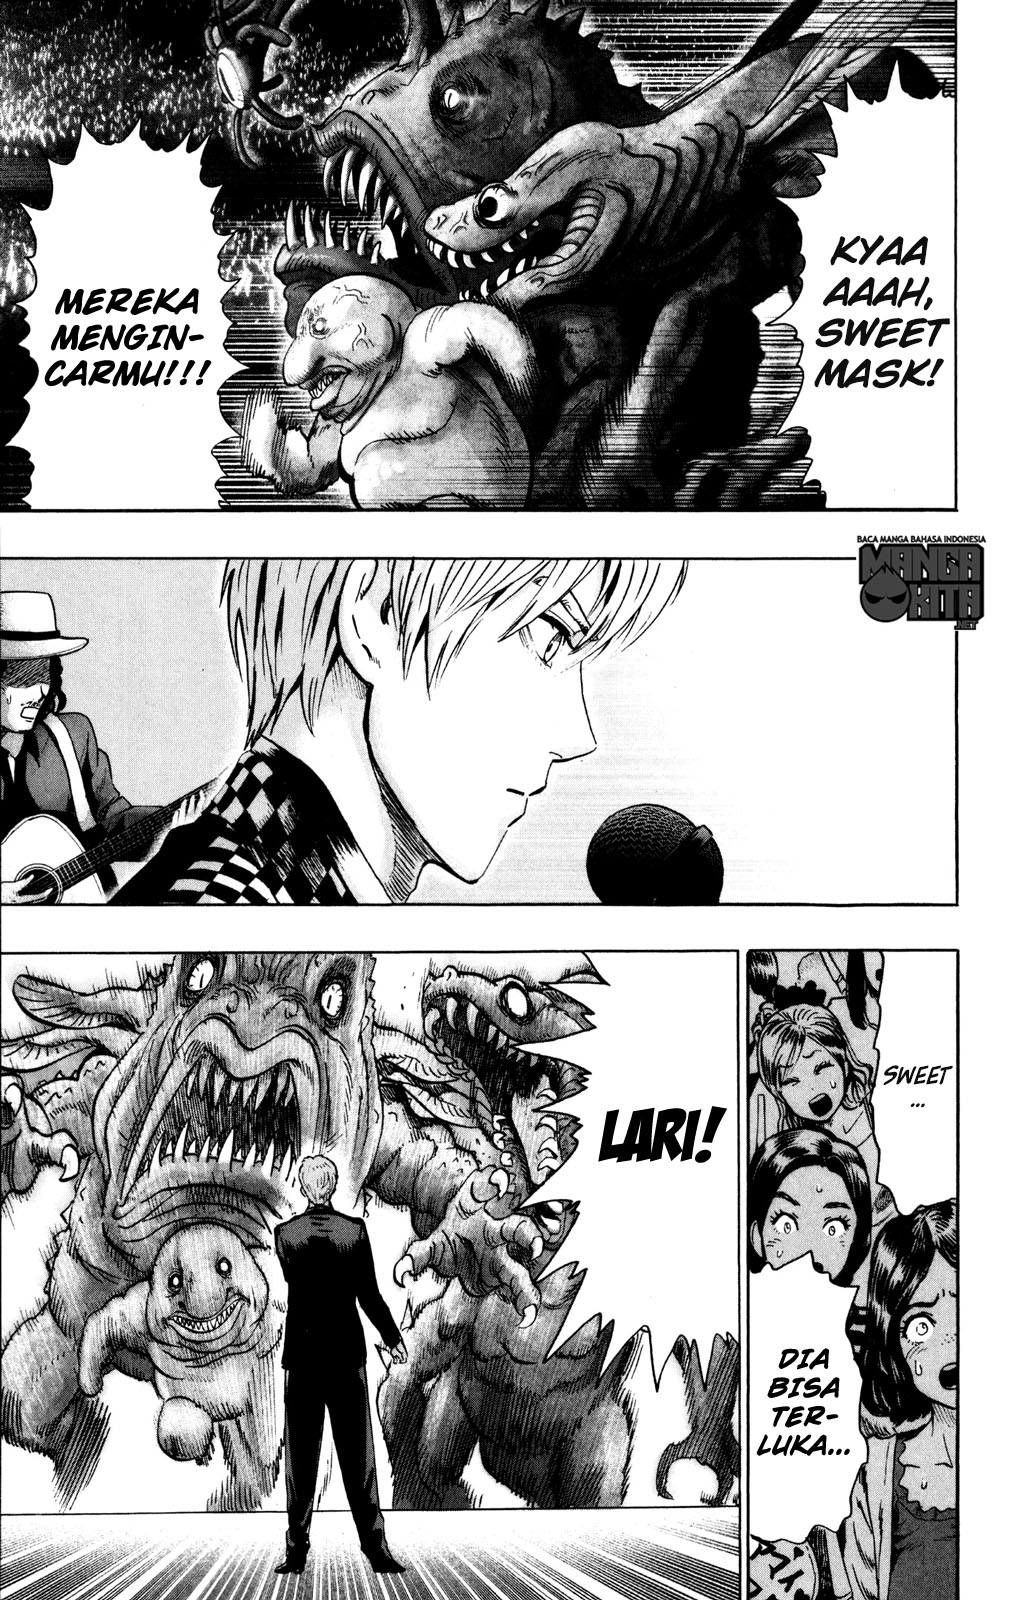 KYAA
AAAH,
SWEET
MASK!
MEREKA
MENGIN-
CARMU!!!
BACA MANGA BAHASA INDONESIA
MANGA
KITA
.NET
SWEET
...
DIA
BISA
TER-
LUKA...
LARI!